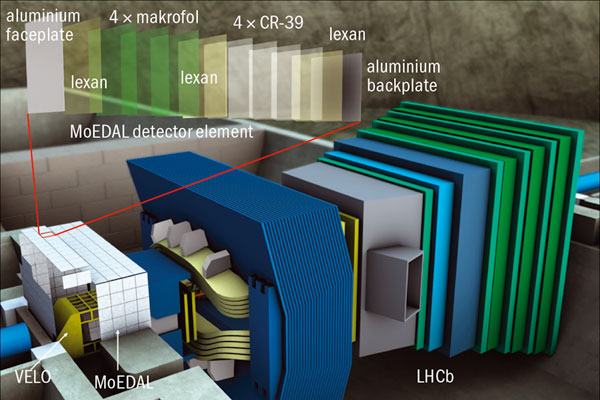 aluminium
faceplate
4 × makrofol
4 × CR-39
lexan
lexan
lexan
aluminium
backplate
MoEDAL detector element
VELO
MoEDAL
LHCb